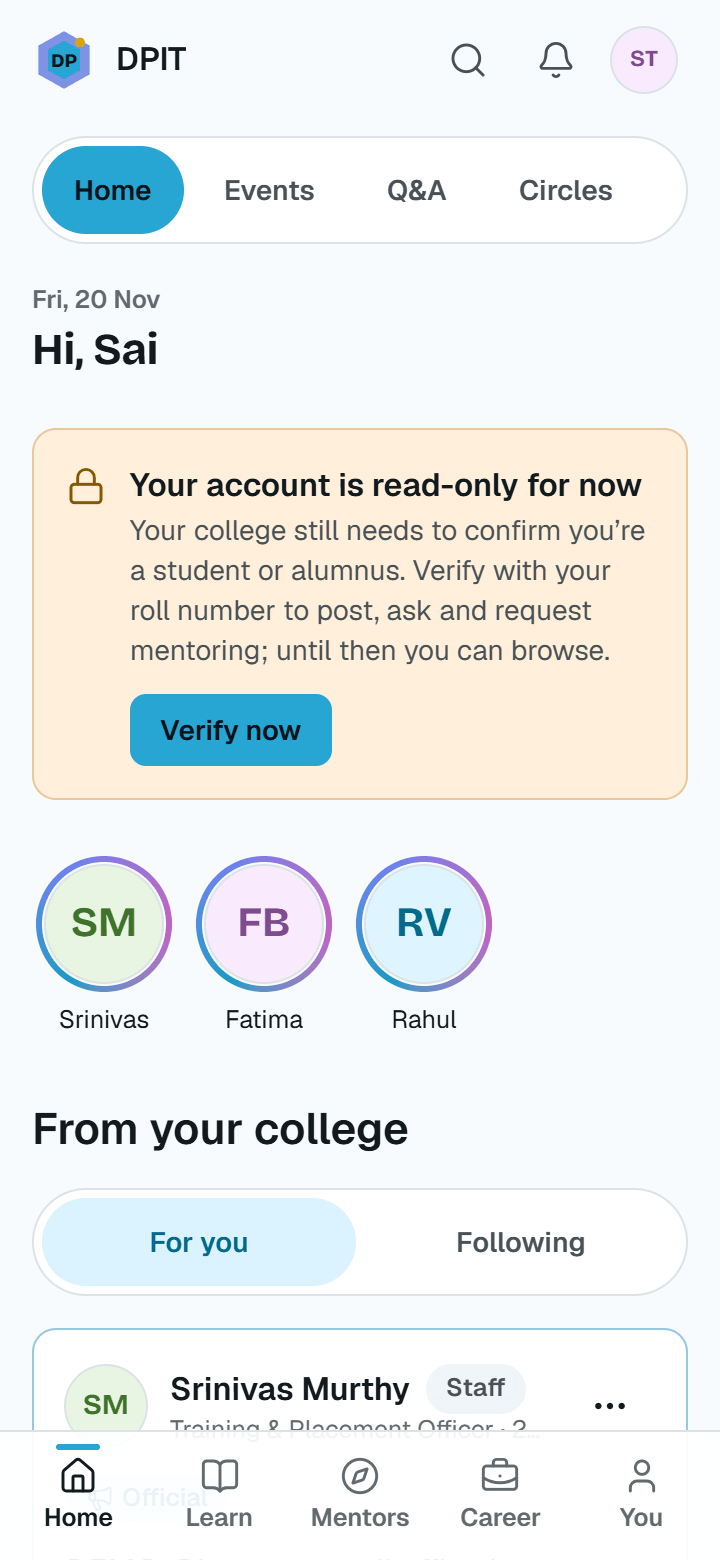 DP DPIT ST
Home Events Q&A Circles
Fri, 20 Nov
Hi, Sai
Your account is read-only for now
Your college still needs to confirm you’re
a student or alumnus. Verify with your
roll number to post, ask and request
mentoring; until then you can browse.
Verify now
SM FB RV
Srinivas Fatima Rahul
From your college
For you Following
SM Srinivas Murthy Staff
Training & Placement Officer · 2…
Official
Home Learn Mentors Career You